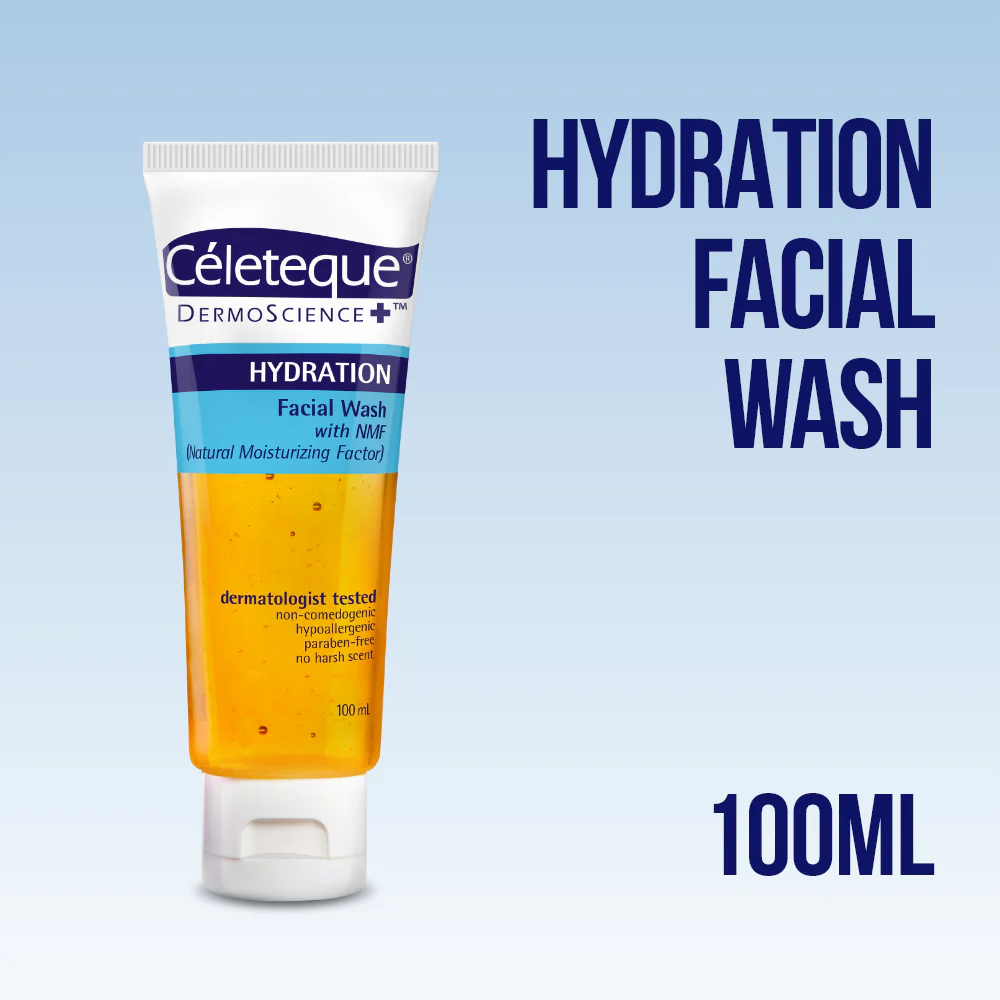 HYDRATION
FACIAL
WASH
Céleteque®
DERMOSCIENCE+™
HYDRATION
Facial Wash
with NMF
(Natural Moisturizing Factor)
dermatologist tested
non-comedogenic
hypoallergenic
paraben-free
no harsh scent
100 mL
100ML